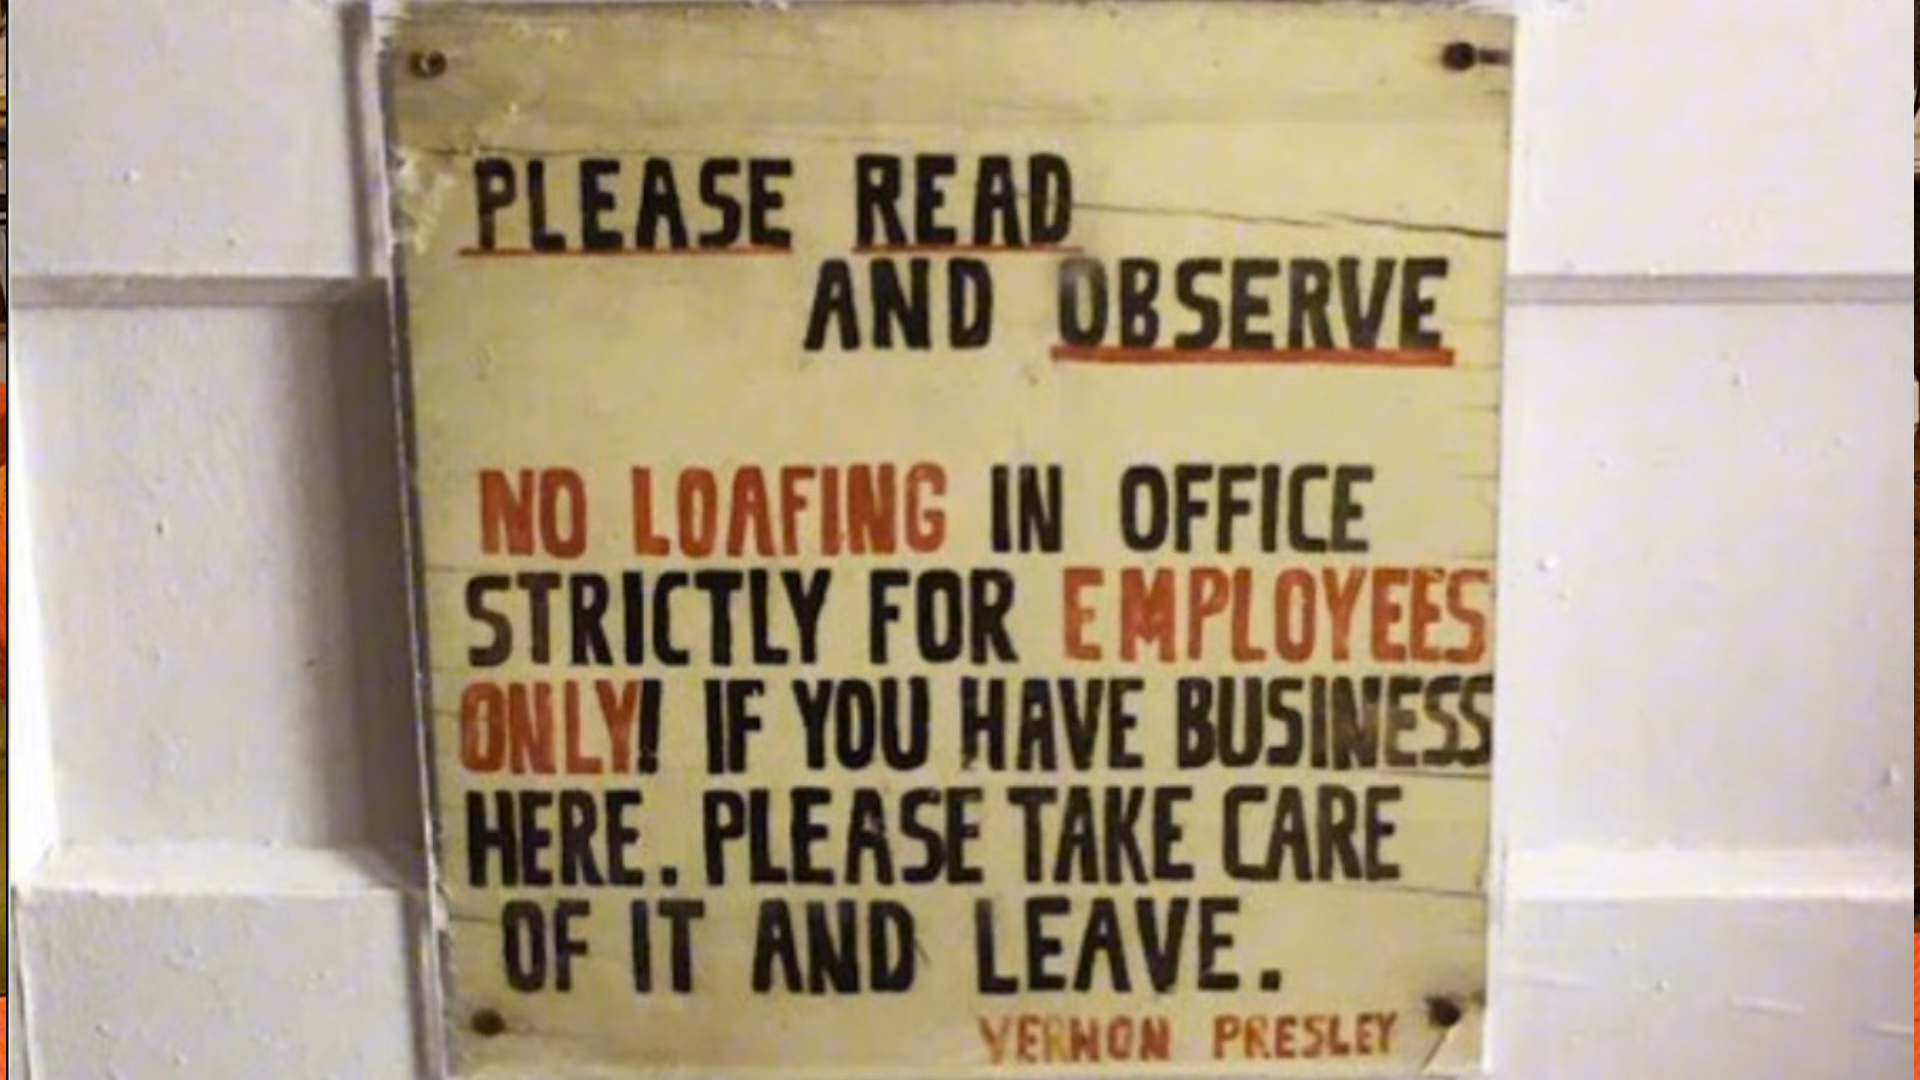 PLEASE READ
AND OBSERVE
NO LOAFING IN OFFICE
STRICTLY FOR EMPLOYEES
ONLY! IF YOU HAVE BUSINESS
HERE. PLEASE TAKE CARE
OF IT AND LEAVE.
VERNON PRESLEY